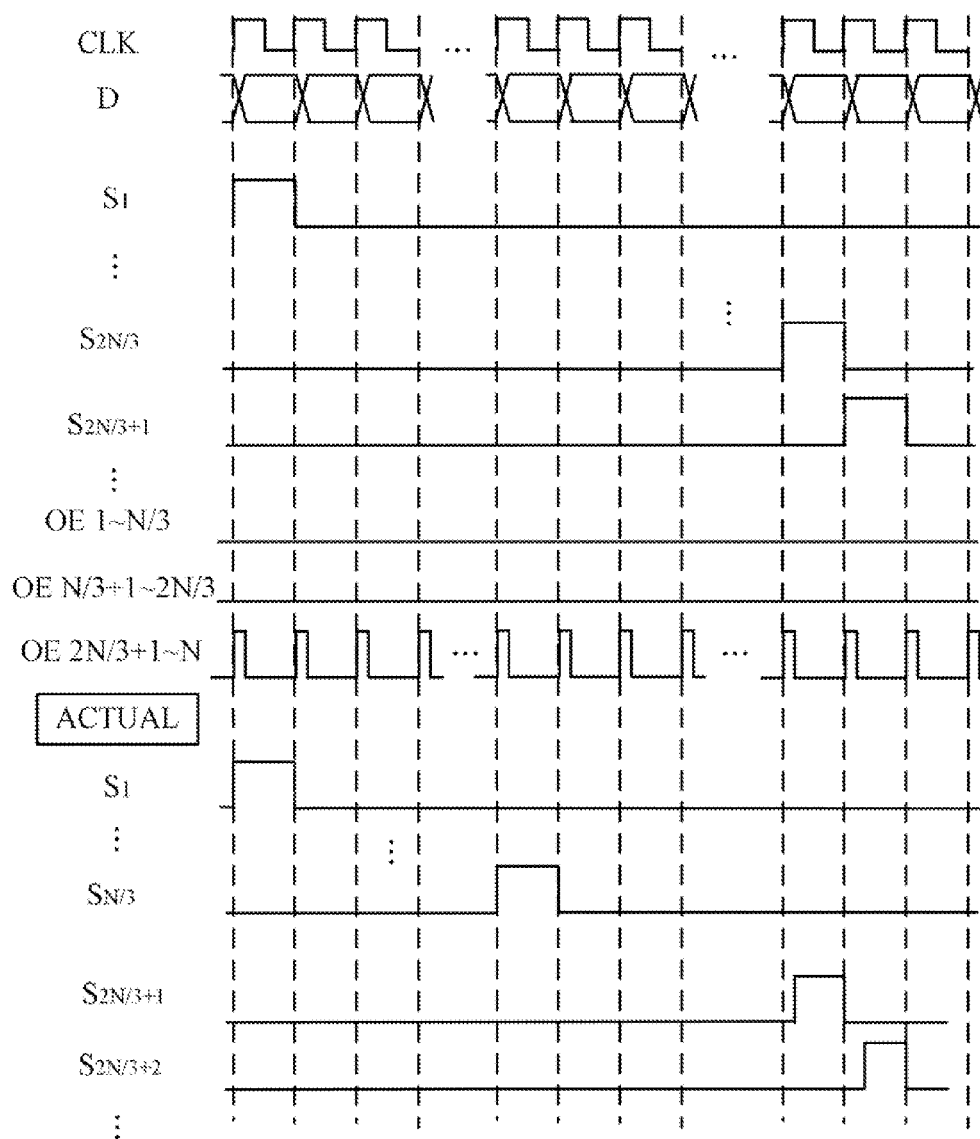 CLK
...
...
D
S1
⋮
⋮
S2N/3
S2N/3+1
⋮
OE 1~N/3
OE N/3+1~2N/3
OE 2N/3+1~N
...
...
ACTUAL
S1
⋮
⋮
SN/3
S2N/3+1
S2N/3+2
⋮